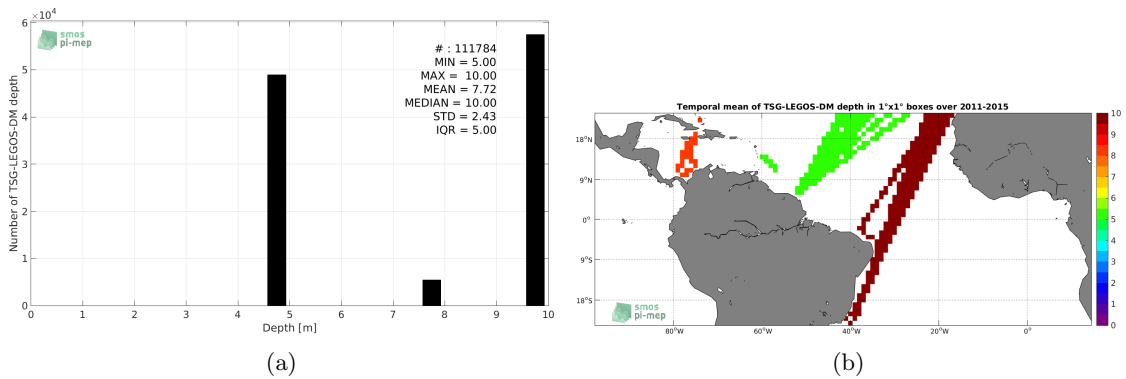 ×10⁴
smos
pi-mep
# : 111784
MIN = 5.00
MAX = 10.00
MEAN = 7.72
MEDIAN = 10.00
STD = 2.43
IQR = 5.00
Number of TSG-LEGOS-DM depth
6
5
4
3
2
1
0
0 1 2 3 4 5 6 7 8 9 10
Depth [m]
(a)
Temporal mean of TSG-LEGOS-DM depth in 1°x1° boxes over 2011-2015
18°N
9°N
0°
9°S
18°S
80°W 60°W 40°W 20°W 0°
smos
pi-mep
10
9
8
7
6
5
4
3
2
1
0
(b)